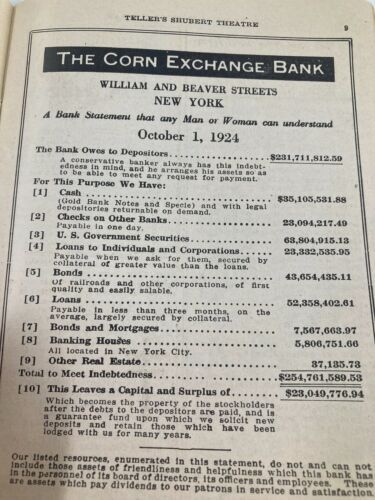 TELLER'S SHUBERT THEATRE 9
THE CORN EXCHANGE BANK
WILLIAM AND BEAVER STREETS
NEW YORK
A Bank Statement that any Man or Woman can understand
October 1, 1924
The Bank Owes to Depositors $231,711,812.59
A conservative banker always has this indebt-
edness in mind, and he arranges his assets so as
to be able to meet any request for payment.
For This Purpose We Have:
[1] Cash $35,105,531.88
(Gold Bank Notes and Specie) and with legal
depositories returnable on demand.
[2] Checks on Other Banks 23,094,217.49
Payable in one day.
[3] U. S. Government Securities 63,804,915.13
[4] Loans to Individuals and Corporations 23,332,535.95
Payable when we ask for them, secured by
collateral of greater value than the loans.
[5] Bonds 43,654,435.11
Of railroads and other corporations, of first
quality and easily salable.
[6] Loans 52,358,402.61
Payable in less than three months, on the
average, largely secured by collateral.
[7] Bonds and Mortgages 7,567,663.97
[8] Banking Houses 5,806,751.66
All located in New York City.
[9] Other Real Estate 37,135.73
Total to Meet Indebtedness $254,761,589.53
[10] This Leaves a Capital and Surplus of $23,049,776.94
Which becomes the property of the stockholders
after the debts to the depositors are paid, and is
a guarantee fund upon which we solicit new
deposits and retain those which have been
lodged with us for many years.
Our listed resources, enumerated in this statement, do not and can not
include those assets of friendliness and helpfulness which this bank has
in the personnel of its board of directors, its officers and employees. These
are assets which pay dividends to our patrons in service and satisfaction